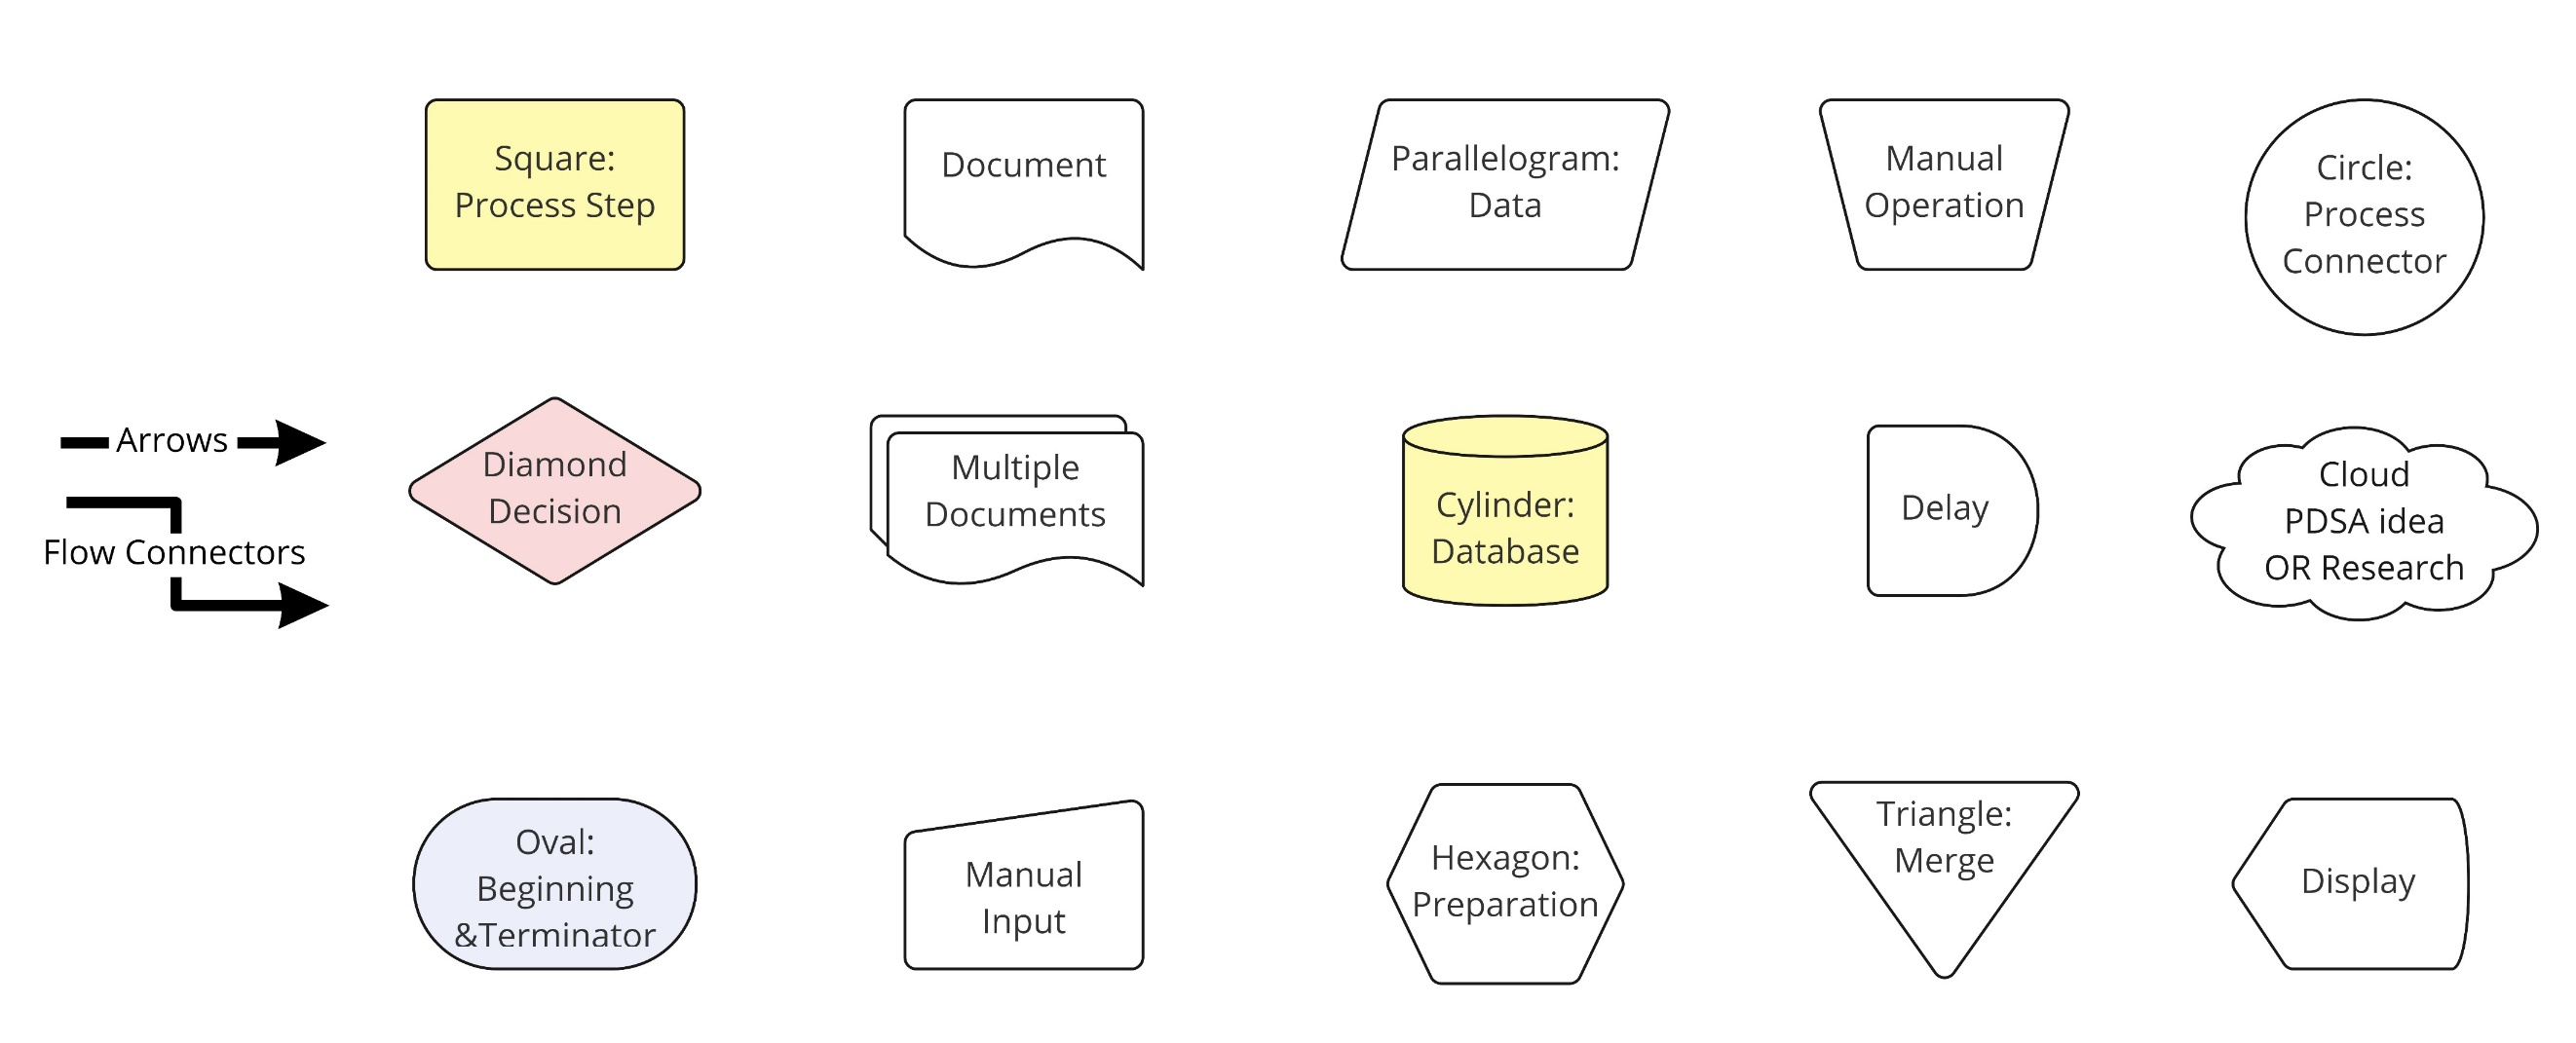 Square:
Process Step
Document
Parallelogram:
Data
Manual
Operation
Circle:
Process
Connector
Arrows
Flow Connectors
Diamond
Decision
Multiple
Documents
Cylinder:
Database
Delay
Cloud
PDSA idea
OR Research
Oval:
Beginning
&Terminator
Manual
Input
Hexagon:
Preparation
Triangle:
Merge
Display